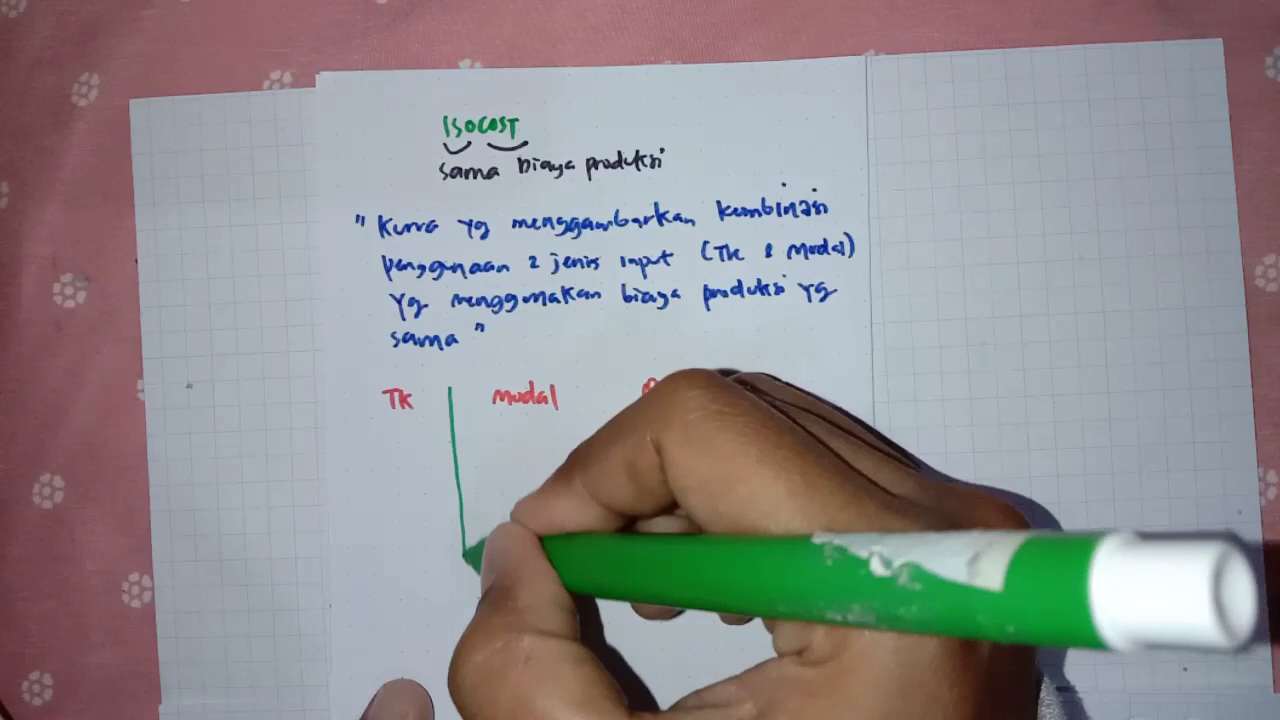 ISOCOST
sama biaya produksi
" Kurva yg menggambarkan kombinasi
penggunaan 2 jenis input (Tk & Modal)
yg menggunakan biaya produksi yg
sama "
Tk modal